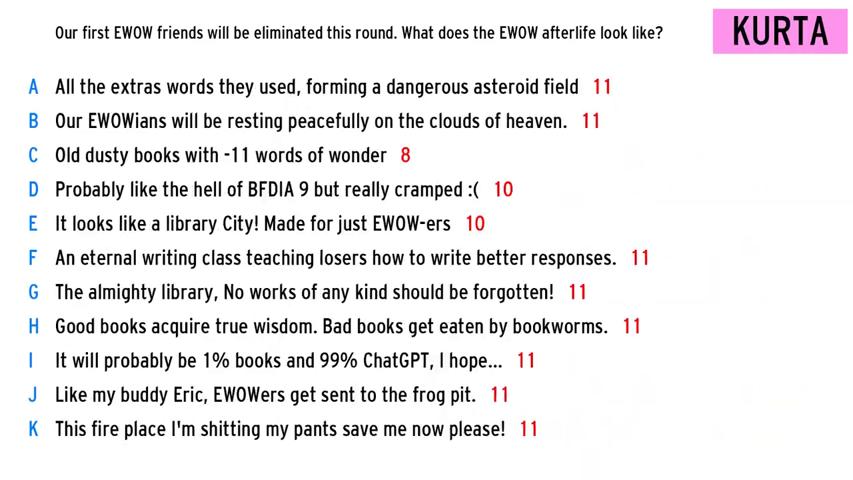 Our first EWOW friends will be eliminated this round. What does the EWOW afterlife look like?
KURTA
A All the extras words they used, forming a dangerous asteroid field 11
B Our EWOWians will be resting peacefully on the clouds of heaven. 11
C Old dusty books with -11 words of wonder 8
D Probably like the hell of BFDIA 9 but really cramped :( 10
E It looks like a library City! Made for just EWOW-ers 10
F An eternal writing class teaching losers how to write better responses. 11
G The almighty library, No works of any kind should be forgotten! 11
H Good books acquire true wisdom. Bad books get eaten by bookworms. 11
I It will probably be 1% books and 99% ChatGPT, I hope... 11
J Like my buddy Eric, EWOWers get sent to the frog pit. 11
K This fire place I'm shitting my pants save me now please! 11